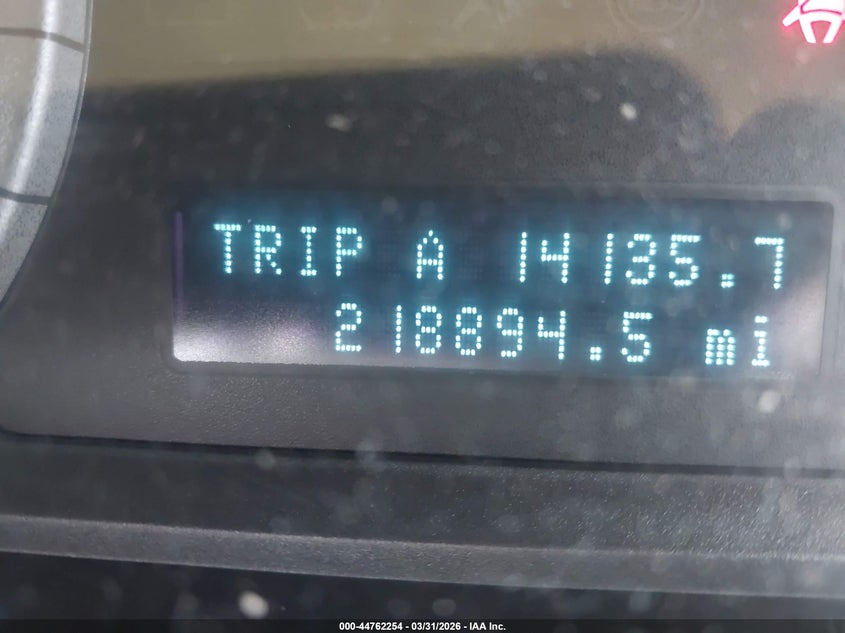 TRIP A 14135.7
218894.5 mi
000-44762254 - 03/31/2026 - IAA Inc.